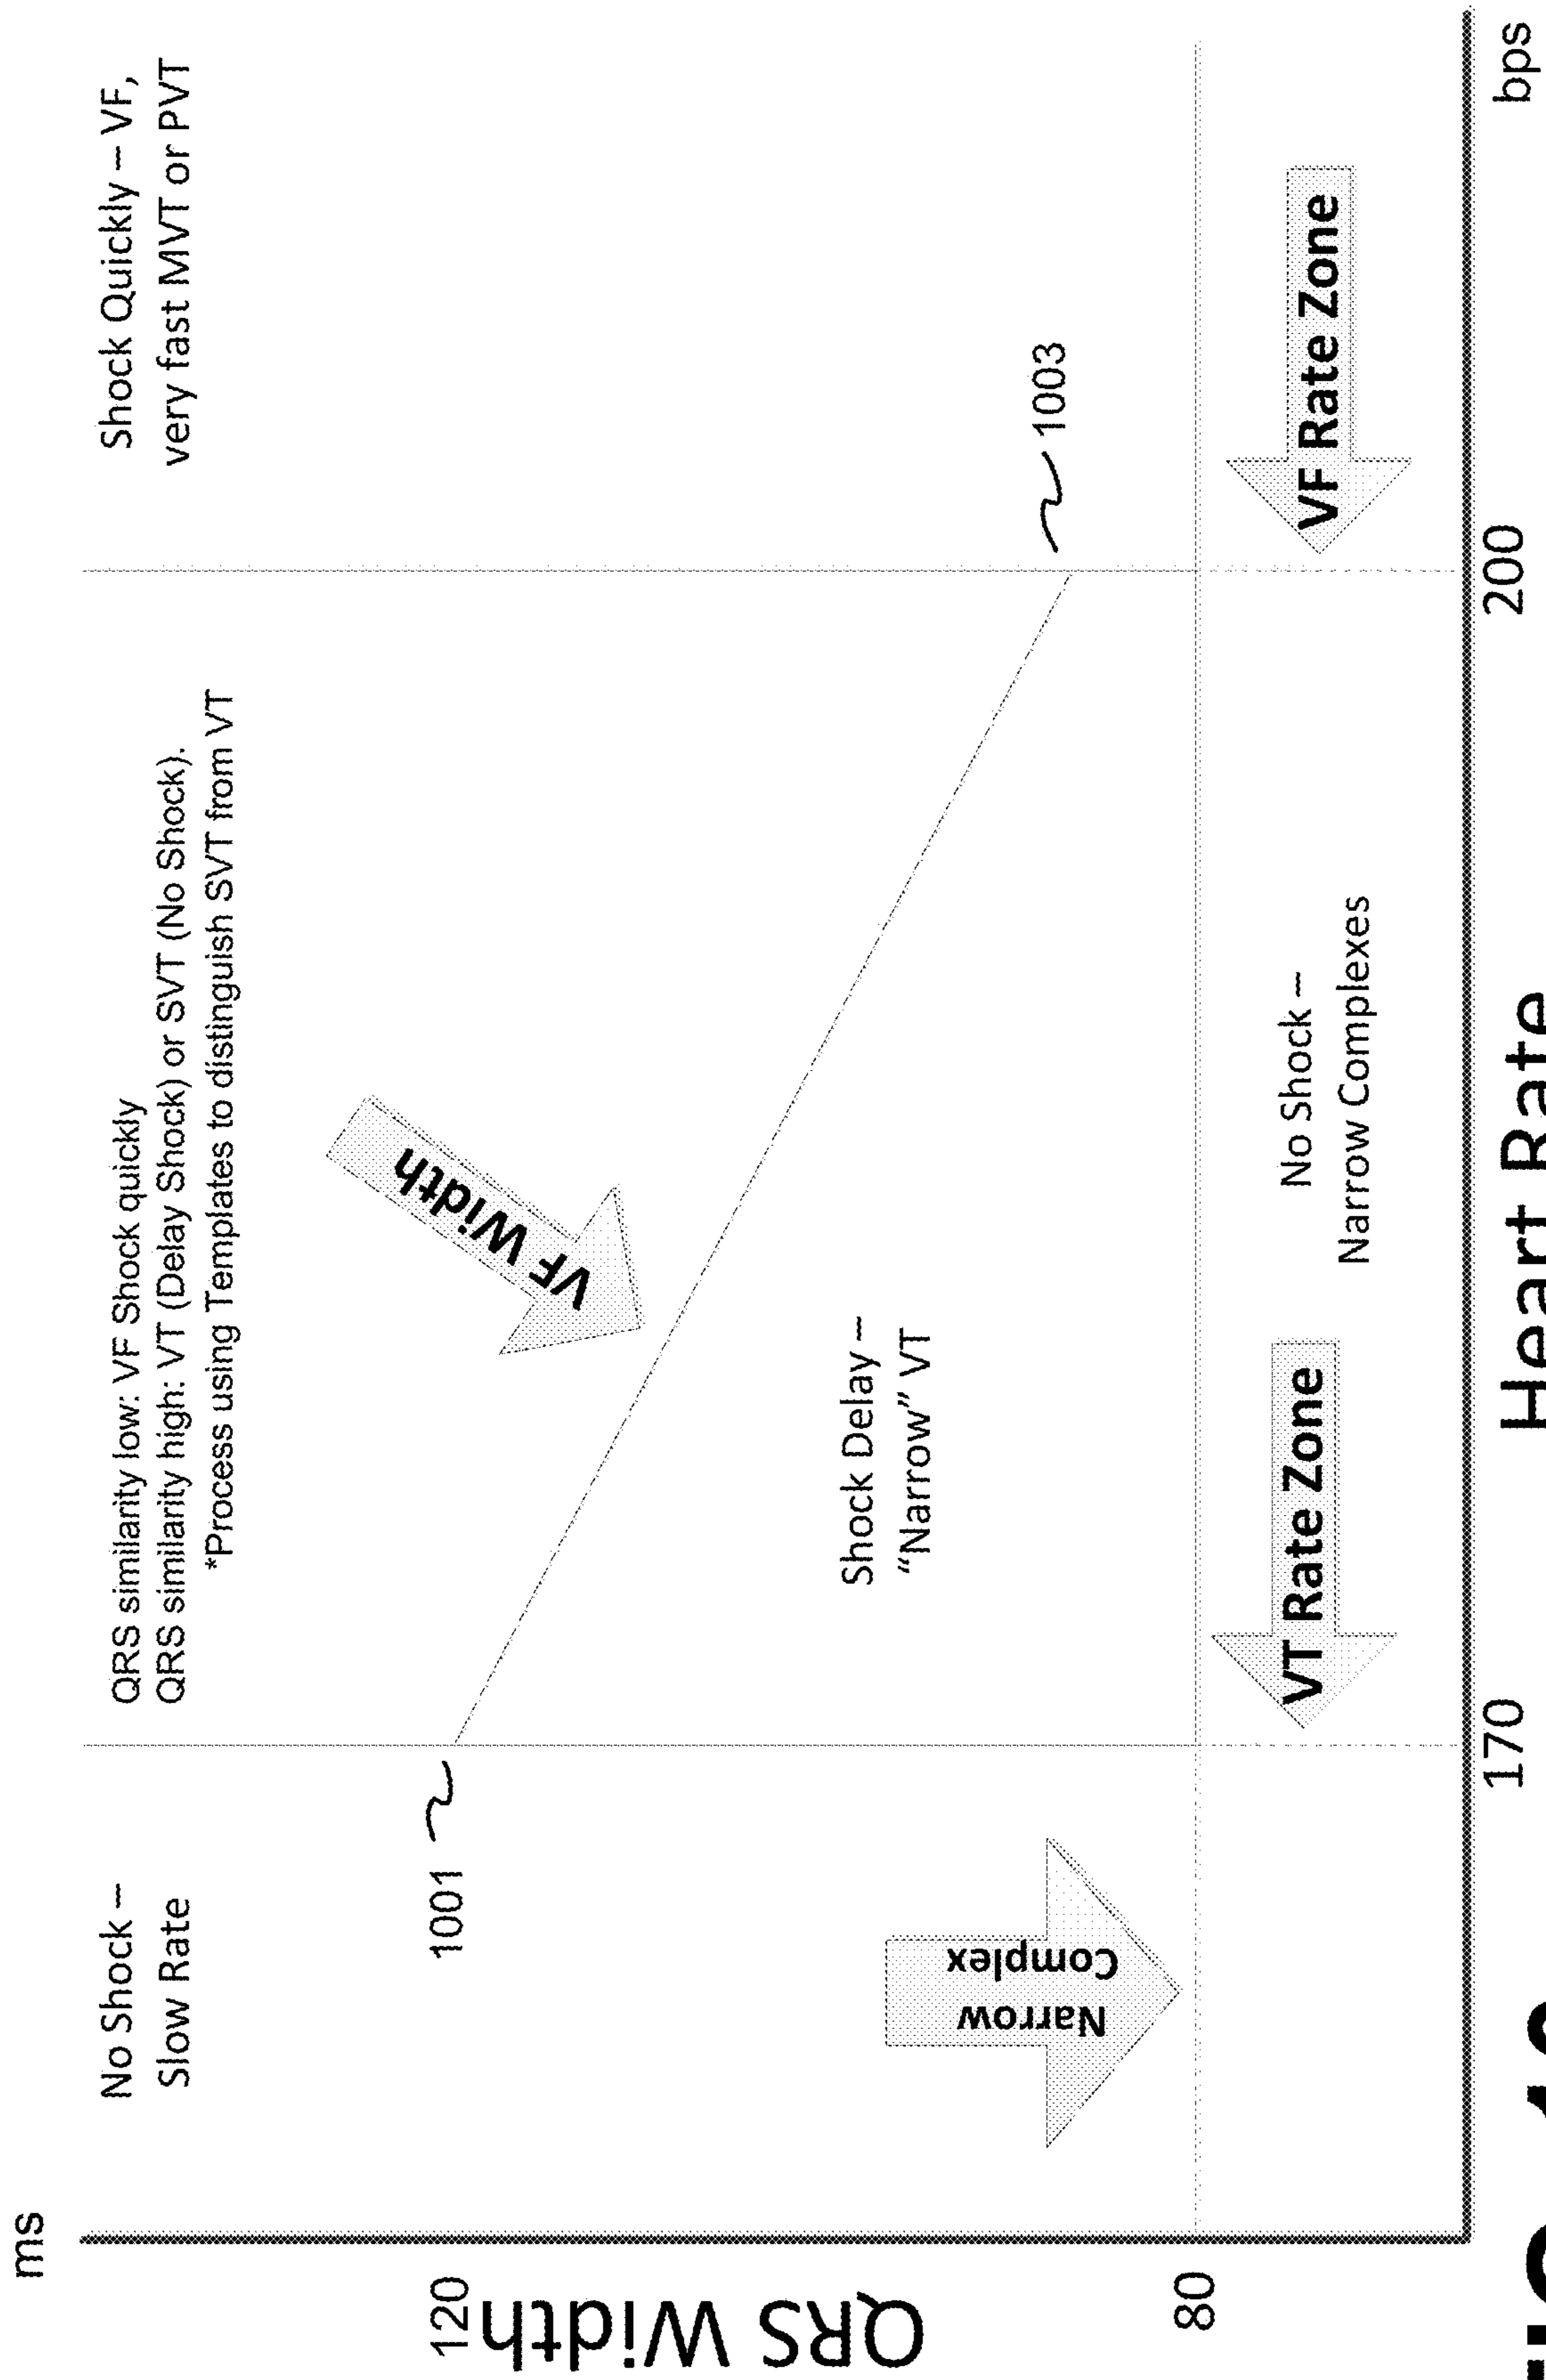 ms
No Shock –
Slow Rate
QRS similarity low: VF Shock quickly
QRS similarity high: VT (Delay Shock) or SVT (No Shock).
*Process using Templates to distinguish SVT from VT
Shock Quickly – VF,
very fast MVT or PVT
120
QRS Width
80
1001
VF Width
1003
Narrow
Complex
Shock Delay –
“Narrow” VT
VT Rate Zone
No Shock –
Narrow Complexes
VF Rate Zone
170
200
bps
Heart Rate